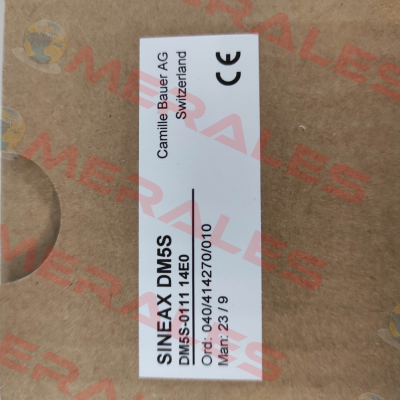 SINEAX DM5S
DM5S-0111 14E0
Ord: 040/414270/010
Man: 23 / 9
Camille Bauer AG
Switzerland
CE
MERALES